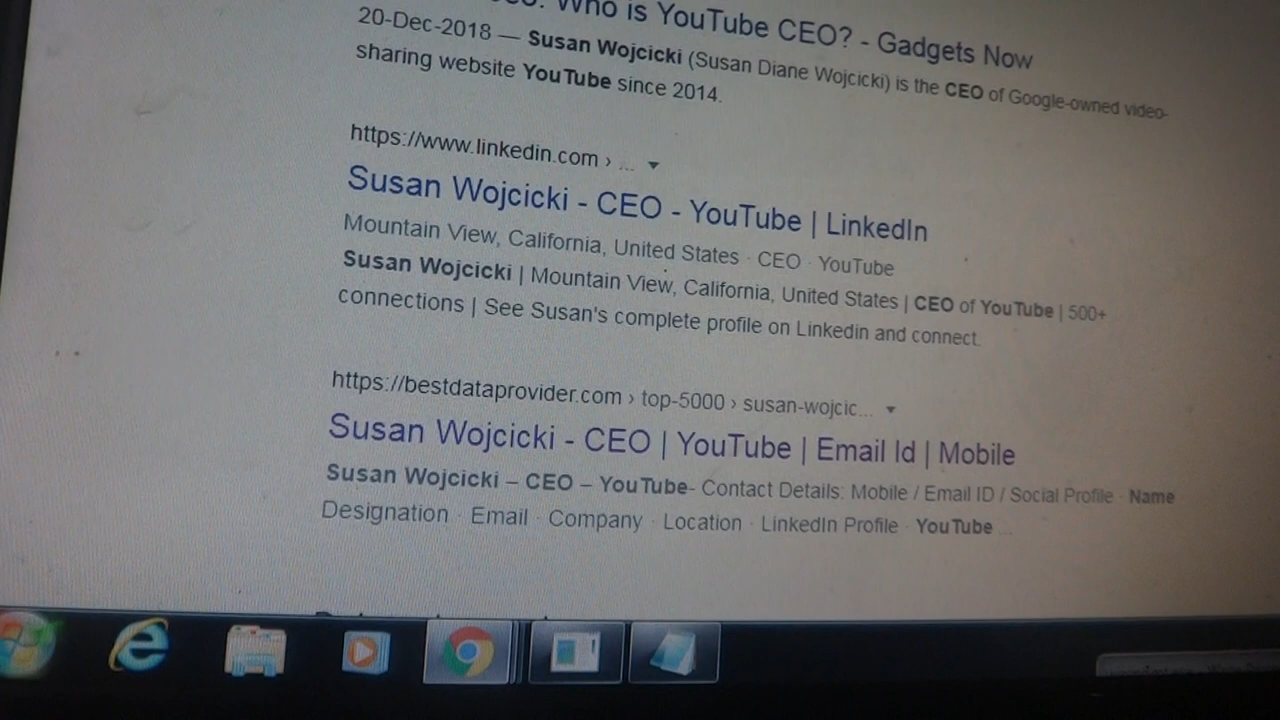 Who is YouTube CEO? - Gadgets Now
20-Dec-2018 — Susan Wojcicki (Susan Diane Wojcicki) is the CEO of Google-owned video-
sharing website YouTube since 2014.
https://www.linkedin.com › ...
Susan Wojcicki - CEO - YouTube | LinkedIn
Mountain View, California, United States · CEO · YouTube
Susan Wojcicki | Mountain View, California, United States | CEO of YouTube | 500+
connections | See Susan's complete profile on Linkedin and connect.
https://bestdataprovider.com › top-5000 › susan-wojcic...
Susan Wojcicki - CEO | YouTube | Email Id | Mobile
Susan Wojcicki – CEO – YouTube- Contact Details: Mobile / Email ID / Social Profile · Name
Designation · Email · Company · Location · LinkedIn Profile · YouTube ...